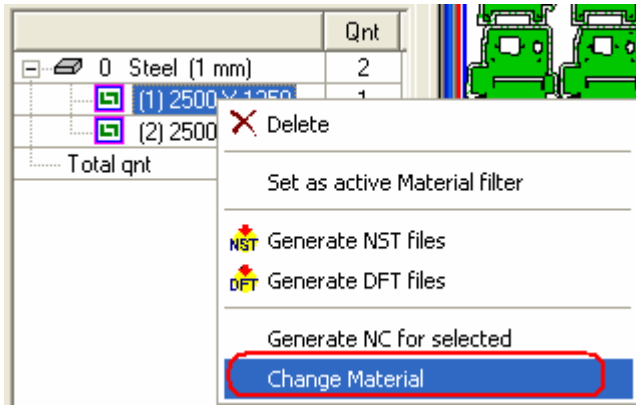 Qnt
0 Steel (1 mm) 2
(1) 2500 X 1250 1
(2) 2500
Total qnt
Delete
Set as active Material filter
NST Generate NST files
DFT Generate DFT files
Generate NC for selected
Change Material